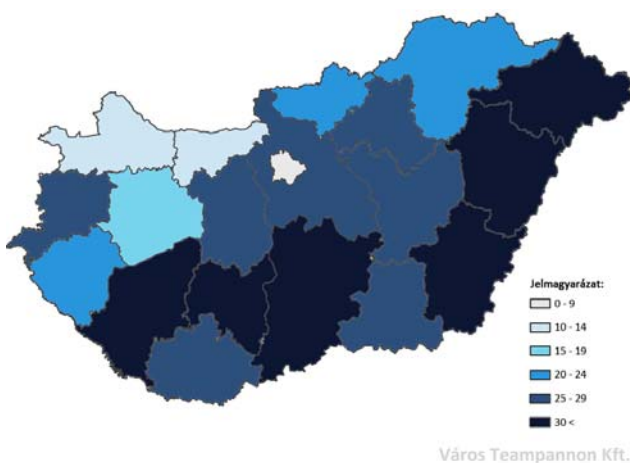 Jelmagyarázat:
0 - 9
10 - 14
15 - 19
20 - 24
25 - 29
30 <
Város Teampannon Kft.